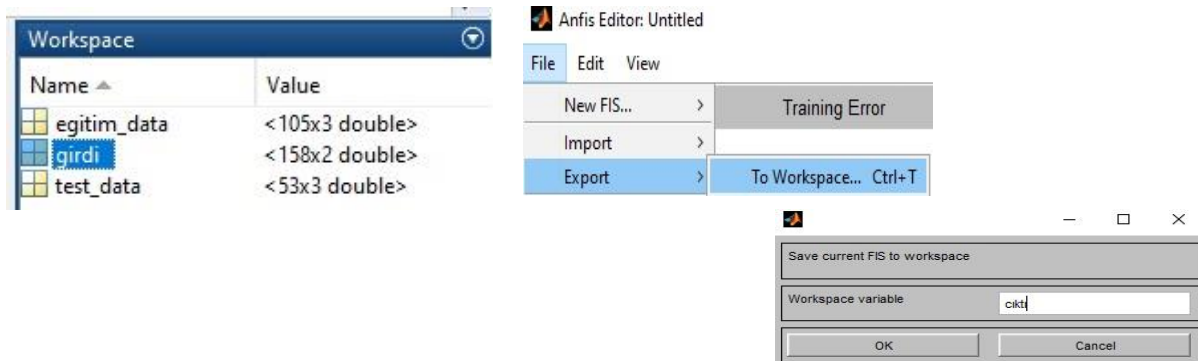 Workspace
Name Value
egitim_data <105x3 double>
girdi <158x2 double>
test_data <53x3 double>
Anfis Editor: Untitled
File Edit View
New FIS... >
Training Error
Import >
Export >
To Workspace... Ctrl+T
Save current FIS to workspace
Workspace variable cıktı
OK Cancel